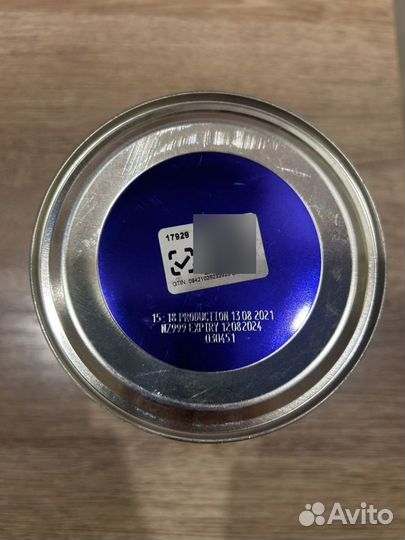 17929
GTIN:
15:18 PRODUCTION 13 08 2021
NZ999 EXPIRY 12082024
030451
Avito